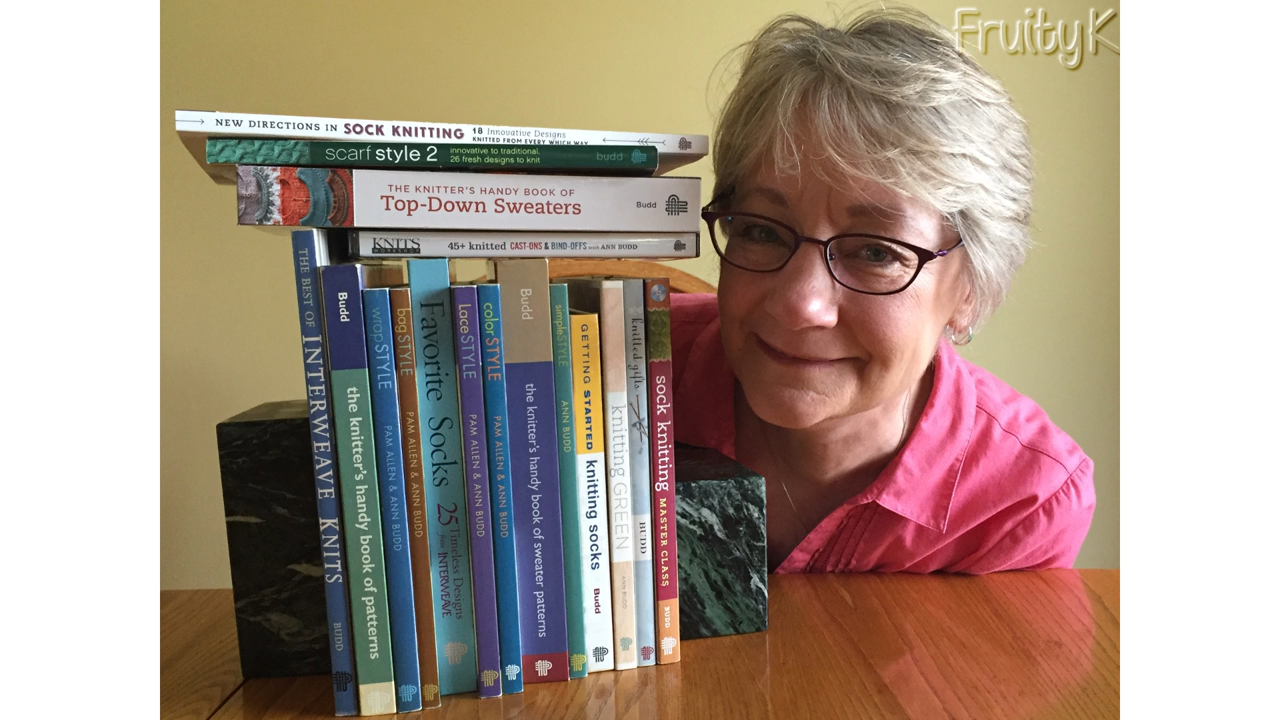 FruityK
NEW DIRECTIONS IN SOCK KNITTING 18 Innovative Designs
KNITTED FROM EVERY WHICH WAY
scarf style 2 innovative to traditional.
26 fresh designs to knit budd
THE KNITTER'S HANDY BOOK OF
Top-Down Sweaters Budd
KNITS 45+ knitted CAST-ONS & BIND-OFFS with ANN BUDD
THE BEST OF INTERWEAVE KNITS BUDD
Budd the knitter's handy book of patterns
wrapSTYLE PAM ALLEN & ANN BUDD
bagSTYLE PAM ALLEN & ANN BUDD
Favorite Socks 25 Timeless Designs
from INTERWEAVE
LaceSTYLE PAM ALLEN & ANN BUDD
colorSTYLE PAM ALLEN & ANN BUDD
Budd the knitter's handy book of sweater patterns
simpleSTYLE ANN BUDD
GETTING STARTED knitting socks Budd
knitting GREEN ANN BUDD
knitted gifts BUDD
sock knitting MASTER CLASS BUDD